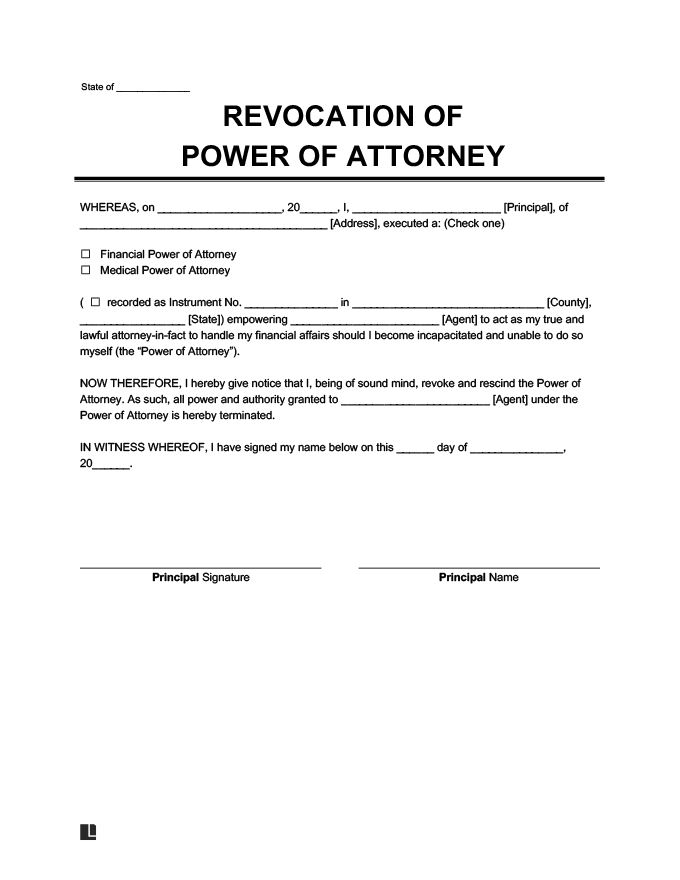 State of ______________
REVOCATION OF
POWER OF ATTORNEY
WHEREAS, on ____________________, 20______, I, ________________________ [Principal], of
________________________________________ [Address], executed a: (Check one)
☐ Financial Power of Attorney
☐ Medical Power of Attorney
( ☐ recorded as Instrument No. _______________ in _______________________________ [County],
_________________ [State]) empowering ________________________ [Agent] to act as my true and
lawful attorney-in-fact to handle my financial affairs should I become incapacitated and unable to do so
myself (the “Power of Attorney”).
NOW THEREFORE, I hereby give notice that I, being of sound mind, revoke and rescind the Power of
Attorney. As such, all power and authority granted to ________________________ [Agent] under the
Power of Attorney is hereby terminated.
IN WITNESS WHEREOF, I have signed my name below on this ______ day of _______________,
20______.
Principal Signature
Principal Name